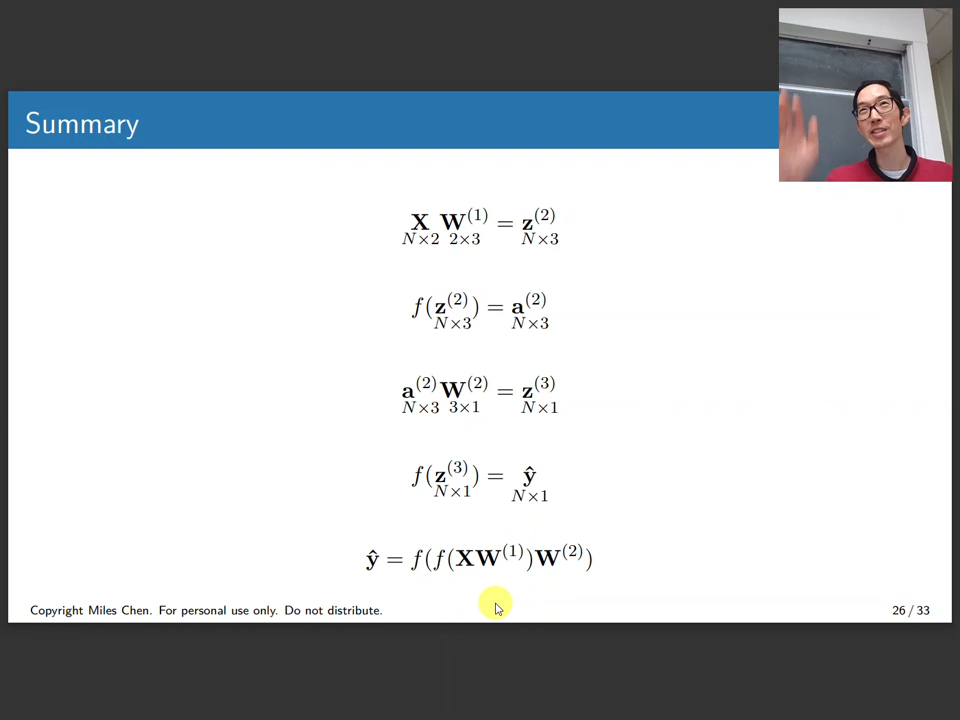 Summary
X W^(1) = z^(2)
N×2 2×3 N×3
f(z^(2)) = a^(2)
N×3 N×3
a^(2) W^(2) = z^(3)
N×3 3×1 N×1
f(z^(3)) = ŷ
N×1 N×1
ŷ = f(f(XW^(1))W^(2))
Copyright Miles Chen. For personal use only. Do not distribute. 26 / 33